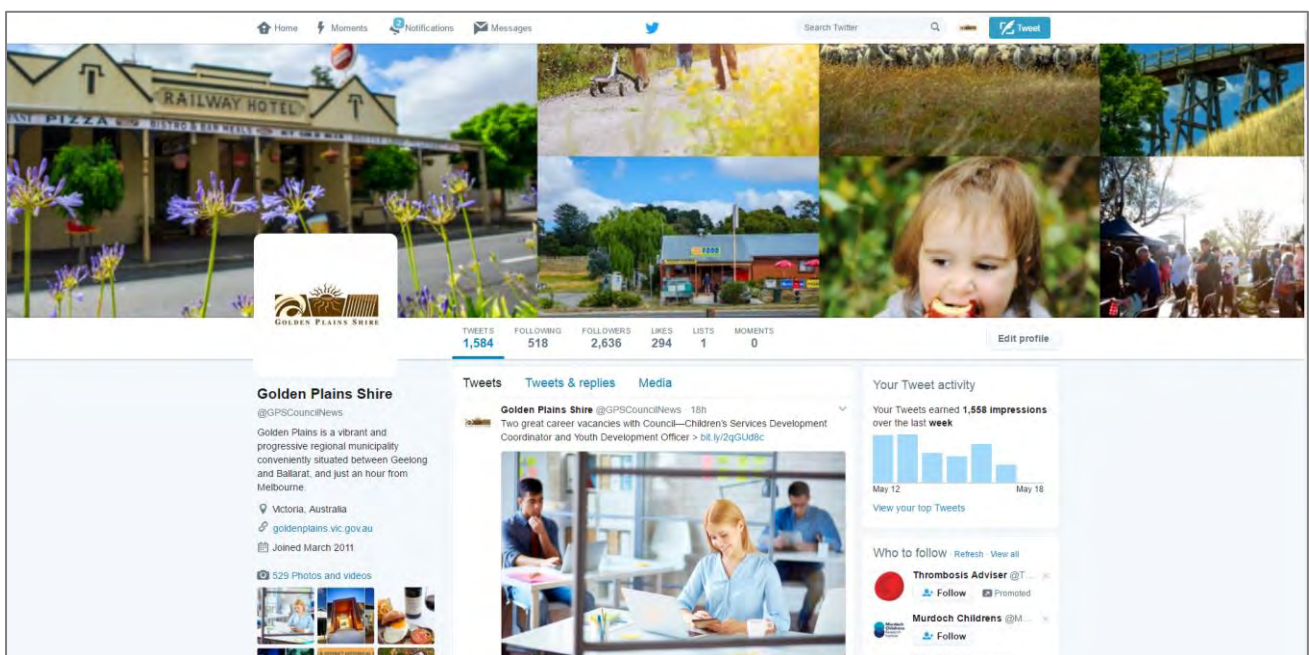 Home Moments 2 Notifications Messages Search Twitter Tweet
RAILWAY HOTEL
PIZZA BISTRO & BAR MEALS
FOOD
GOLDEN PLAINS SHIRE
TWEETS FOLLOWING FOLLOWERS LIKES LISTS MOMENTS
1,584 518 2,636 294 1 0
Edit profile
Golden Plains Shire
@GPSCouncilNews
Golden Plains is a vibrant and
progressive regional municipality
conveniently situated between Geelong
and Ballarat, and just an hour from
Melbourne.
Victoria, Australia
goldenplains.vic.gov.au
Joined March 2011
529 Photos and videos
Tweets Tweets & replies Media
Golden Plains Shire @GPSCouncilNews · 18h
Two great career vacancies with Council—Children's Services Development
Coordinator and Youth Development Officer > bit.ly/2qGUd8c
Your Tweet activity
Your Tweets earned 1,558 impressions
over the last week
May 12 May 18
View your top Tweets
Who to follow · Refresh · View all
Thrombosis Adviser @T...
Follow Promoted
Murdoch Childrens @M...
Follow